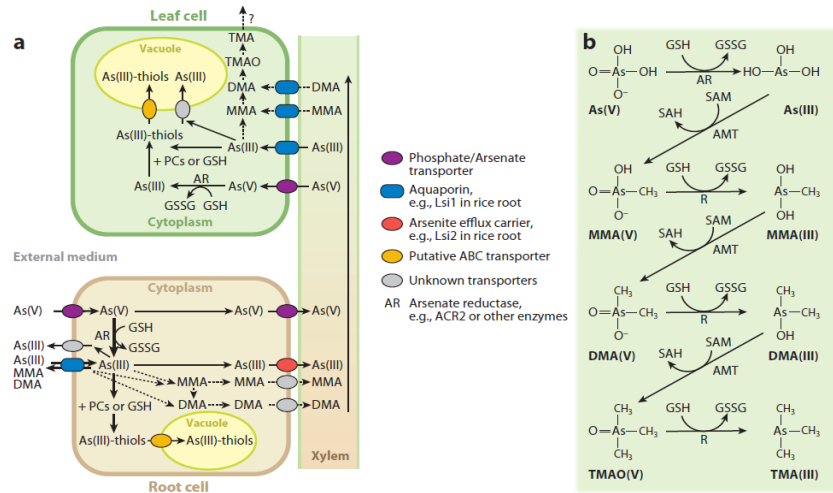 a
Leaf cell
?
TMA
TMAO
Vacuole
As(III)-thiols As(III)
DMA DMA
MMA MMA
As(III)-thiols
As(III) As(III)
+ PCs or GSH
AR
As(III) As(V) As(V)
GSSG GSH
Cytoplasm
External medium
Cytoplasm
As(V) As(V) As(V) As(V)
GSH
AR
GSSG
As(III)
As(III) As(III) As(III) As(III)
MMA MMA MMA MMA
DMA DMA DMA DMA
+ PCs or GSH
Vacuole
As(III)-thiols As(III)-thiols
Root cell
Xylem
Phosphate/Arsenate
transporter
Aquaporin,
e.g., Lsi1 in rice root
Arsenite efflux carrier,
e.g., Lsi2 in rice root
Putative ABC transporter
Unknown transporters
AR Arsenate reductase,
e.g., ACR2 or other enzymes
b
OH GSH GSSG OH
O=As—OH AR HO—As—OH
O⁻
As(V) As(III)
SAH SAM
AMT
OH GSH GSSG OH
O=As—CH₃ R As—CH₃
O⁻ OH
MMA(V) MMA(III)
SAH SAM
AMT
CH₃ GSH GSSG CH₃
O=As—CH₃ R As—CH₃
O⁻ OH
DMA(V) DMA(III)
SAH SAM
AMT
CH₃ GSH GSSG CH₃
O=As—CH₃ R As—CH₃
CH₃ CH₃
TMAO(V) TMA(III)